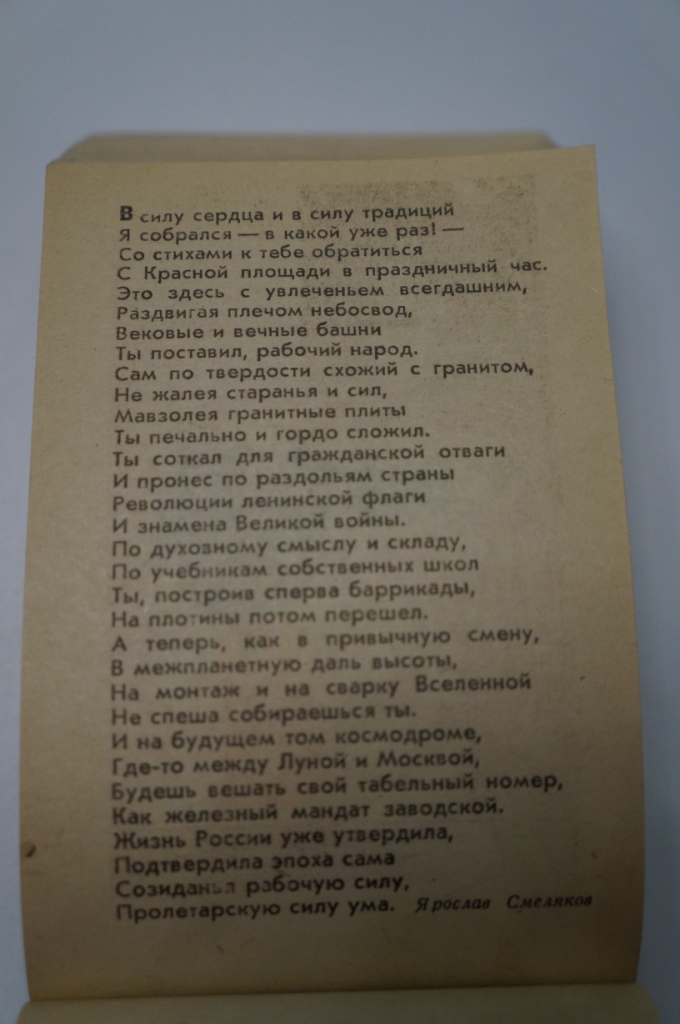 В силу сердца и в силу традиций
Я собрался — в какой уже раз! —
Со стихами к тебе обратиться
С Красной площади в праздничный час.
Это здесь с увлеченьем всегдашним,
Раздвигая плечом небосвод,
Вековые и вечные башни
Ты поставил, рабочий народ.
Сам по твердости схожий с гранитом,
Не жалея старанья и сил,
Мавзолея гранитные плиты
Ты печально и гордо сложил.
Ты соткал для гражданской отваги
И пронес по раздольям страны
Революции ленинской флаги
И знамена Великой войны.
По духовному смыслу и складу,
По учебникам собственных школ
Ты, построив сперва баррикады,
На плотины потом перешел.
А теперь, как в привычную смену,
В межпланетную даль высоты,
На монтаж и на сварку Вселенной
Не спеша собираешься ты.
И на будущем том космодроме,
Где-то между Луной и Москвой,
Будешь вешать свой табельный номер,
Как железный мандат заводской.
Жизнь России уже утвердила,
Подтвердила эпоха сама
Созиданья рабочую силу,
Пролетарскую силу ума. Ярослав Смеляков